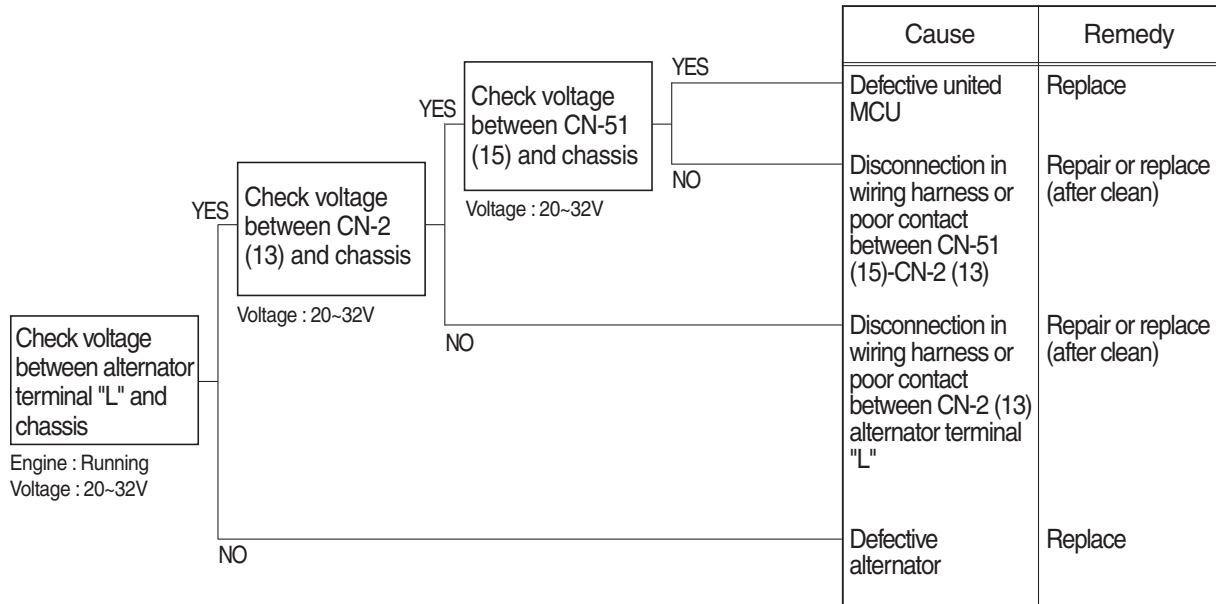 Cause
Remedy
YES
Defective united
MCU
Replace
YES
Check voltage
between CN-51
(15) and chassis
Voltage : 20~32V
NO
Disconnection in
wiring harness or
poor contact
between CN-51
(15)-CN-2 (13)
Repair or replace
(after clean)
YES
Check voltage
between CN-2
(13) and chassis
Voltage : 20~32V
NO
Disconnection in
wiring harness or
poor contact
between CN-2 (13)
alternator terminal
"L"
Repair or replace
(after clean)
Check voltage
between alternator
terminal "L" and
chassis
Engine : Running
Voltage : 20~32V
NO
Defective
alternator
Replace